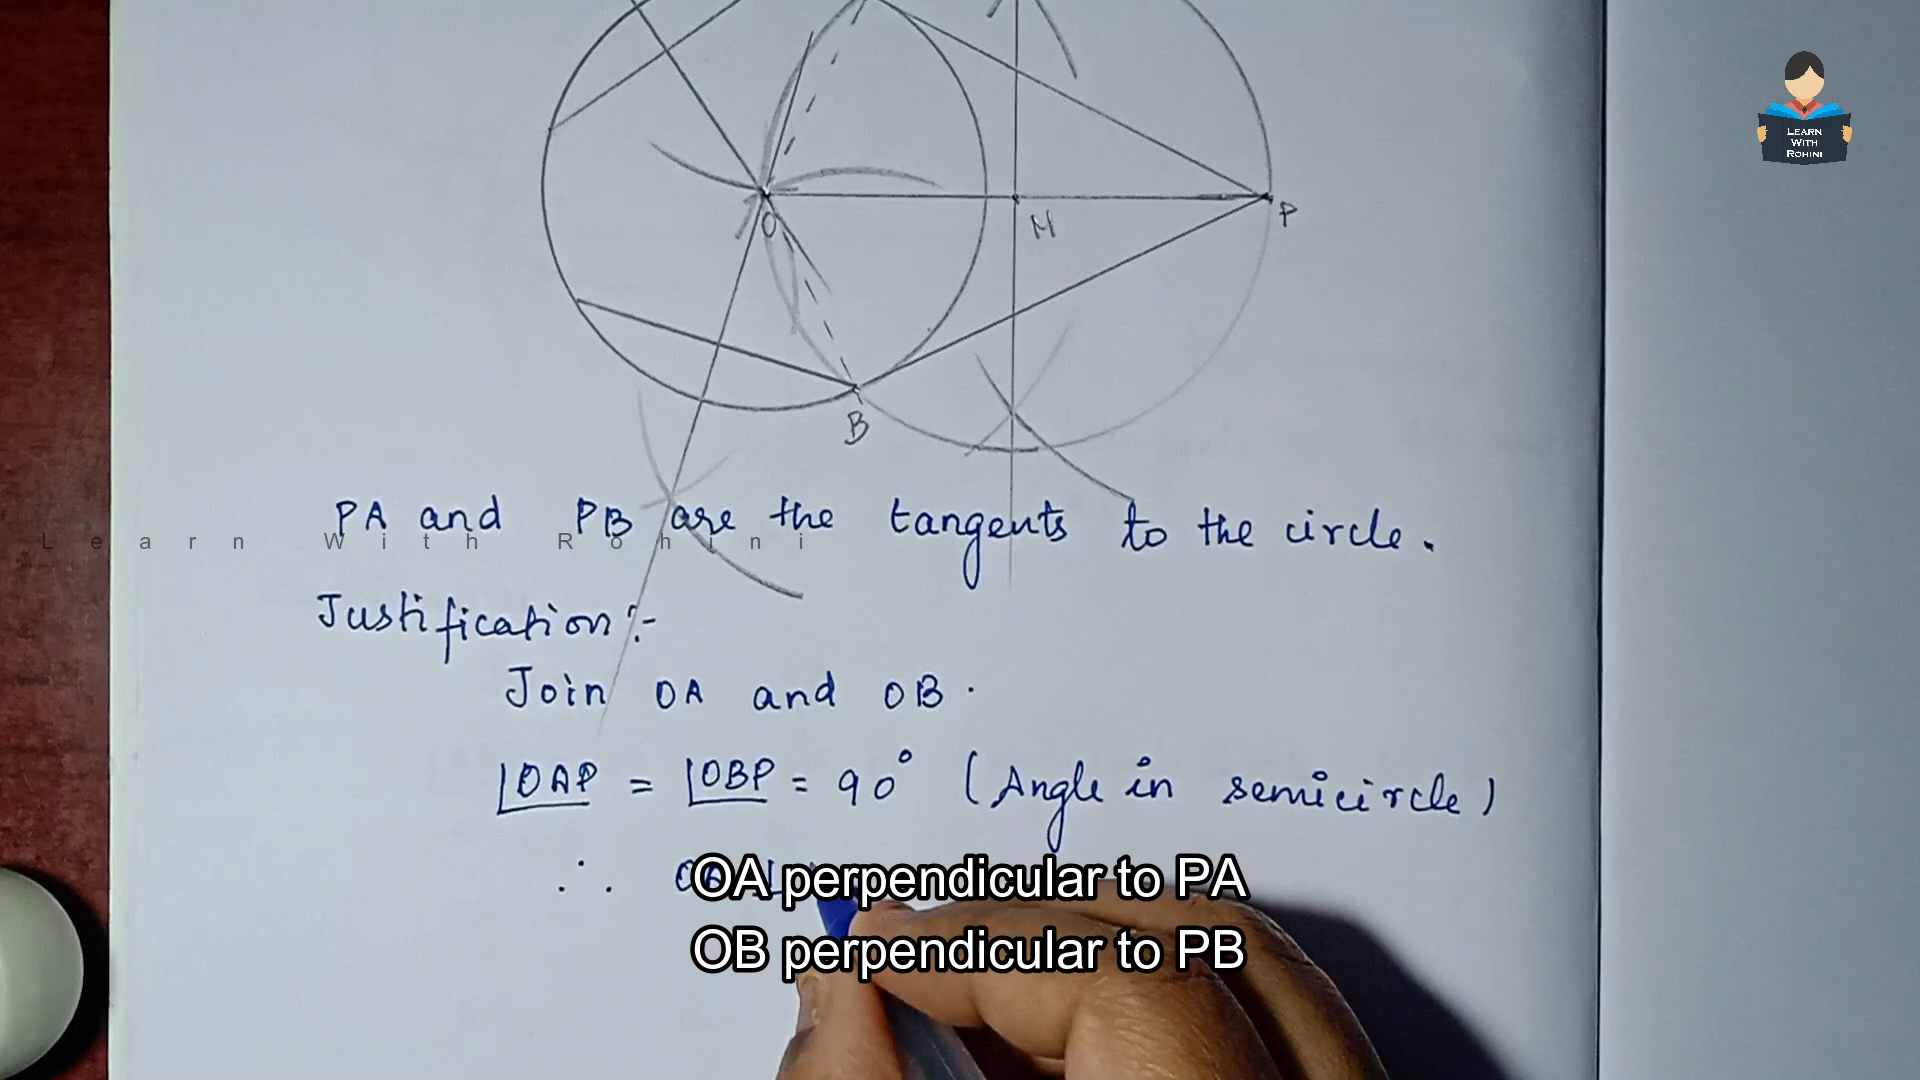 LEARN
WITH
ROHINI
O
M
P
B
PA and PB are the tangents to the circle.
Learn With Rohini
Justification:-
Join OA and OB.
∠OAP = ∠OBP = 90° (Angle in semicircle)
∴ OA ⊥
OA perpendicular to PA
OB perpendicular to PB